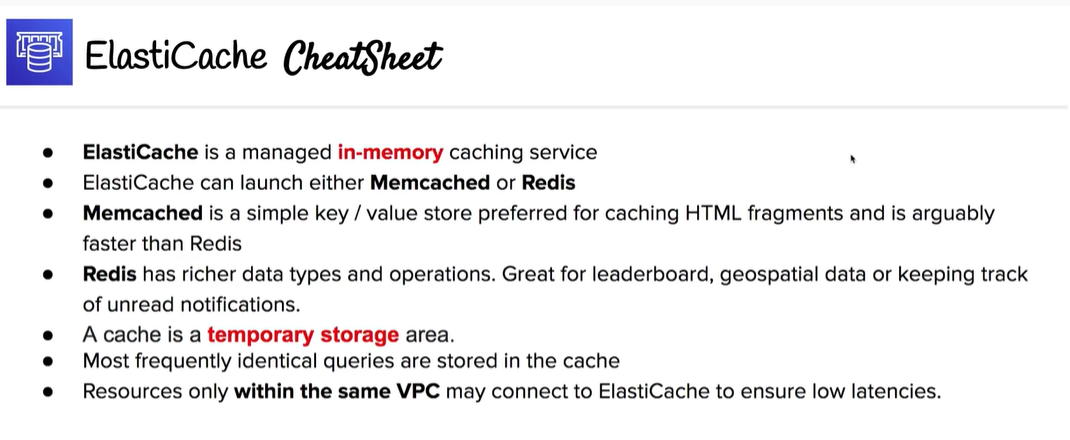 ElastiCache CheatSheet
● ElastiCache is a managed in-memory caching service
● ElastiCache can launch either Memcached or Redis
● Memcached is a simple key / value store preferred for caching HTML fragments and is arguably
faster than Redis
● Redis has richer data types and operations. Great for leaderboard, geospatial data or keeping track
of unread notifications.
● A cache is a temporary storage area.
● Most frequently identical queries are stored in the cache
● Resources only within the same VPC may connect to ElastiCache to ensure low latencies.